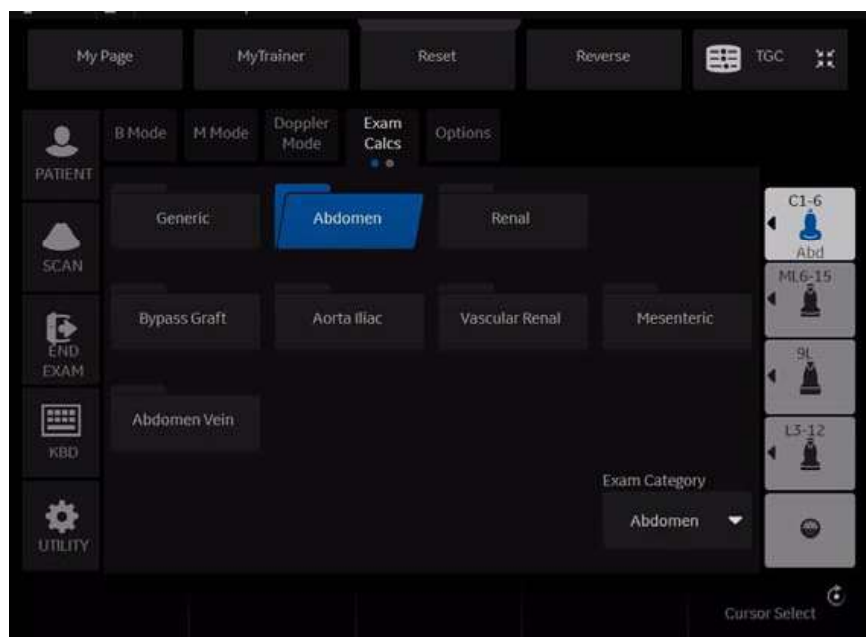 My Page
MyTrainer
Reset
Reverse
TGC
B Mode
M Mode
Doppler
Mode
Exam
Calcs
Options
PATIENT
SCAN
END
EXAM
KBD
UTILITY
Generic
Abdomen
Renal
Bypass Graft
Aorta Iliac
Vascular Renal
Mesenteric
Abdomen Vein
Exam Category
Abdomen
C1-6
Abd
ML6-15
9L
L3-12
Cursor Select